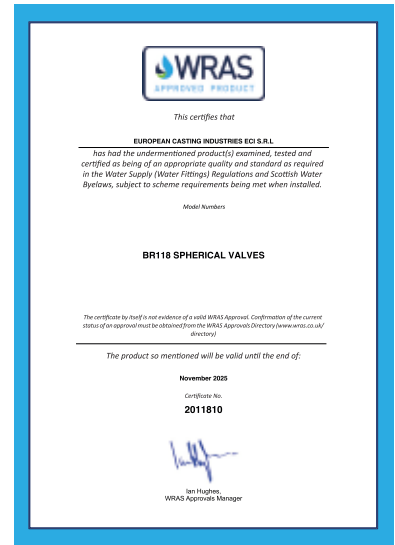 WRAS
APPROVED PRODUCT
This certifies that
EUROPEAN CASTING INDUSTRIES ECI S.R.L
has had the undermentioned product(s) examined, tested and
certified as being of an appropriate quality and standard as required
in the Water Supply (Water Fittings) Regulations and Scottish Water
Byelaws, subject to scheme requirements being met when installed.
Model Numbers
BR118 SPHERICAL VALVES
The certificate by itself is not evidence of a valid WRAS Approval. Confirmation of the current
status of an approval must be obtained from the WRAS Approvals Directory (www.wras.co.uk/
directory)
The product so mentioned will be valid until the end of:
November 2025
Certificate No.
2011810
Ian Hughes,
WRAS Approvals Manager